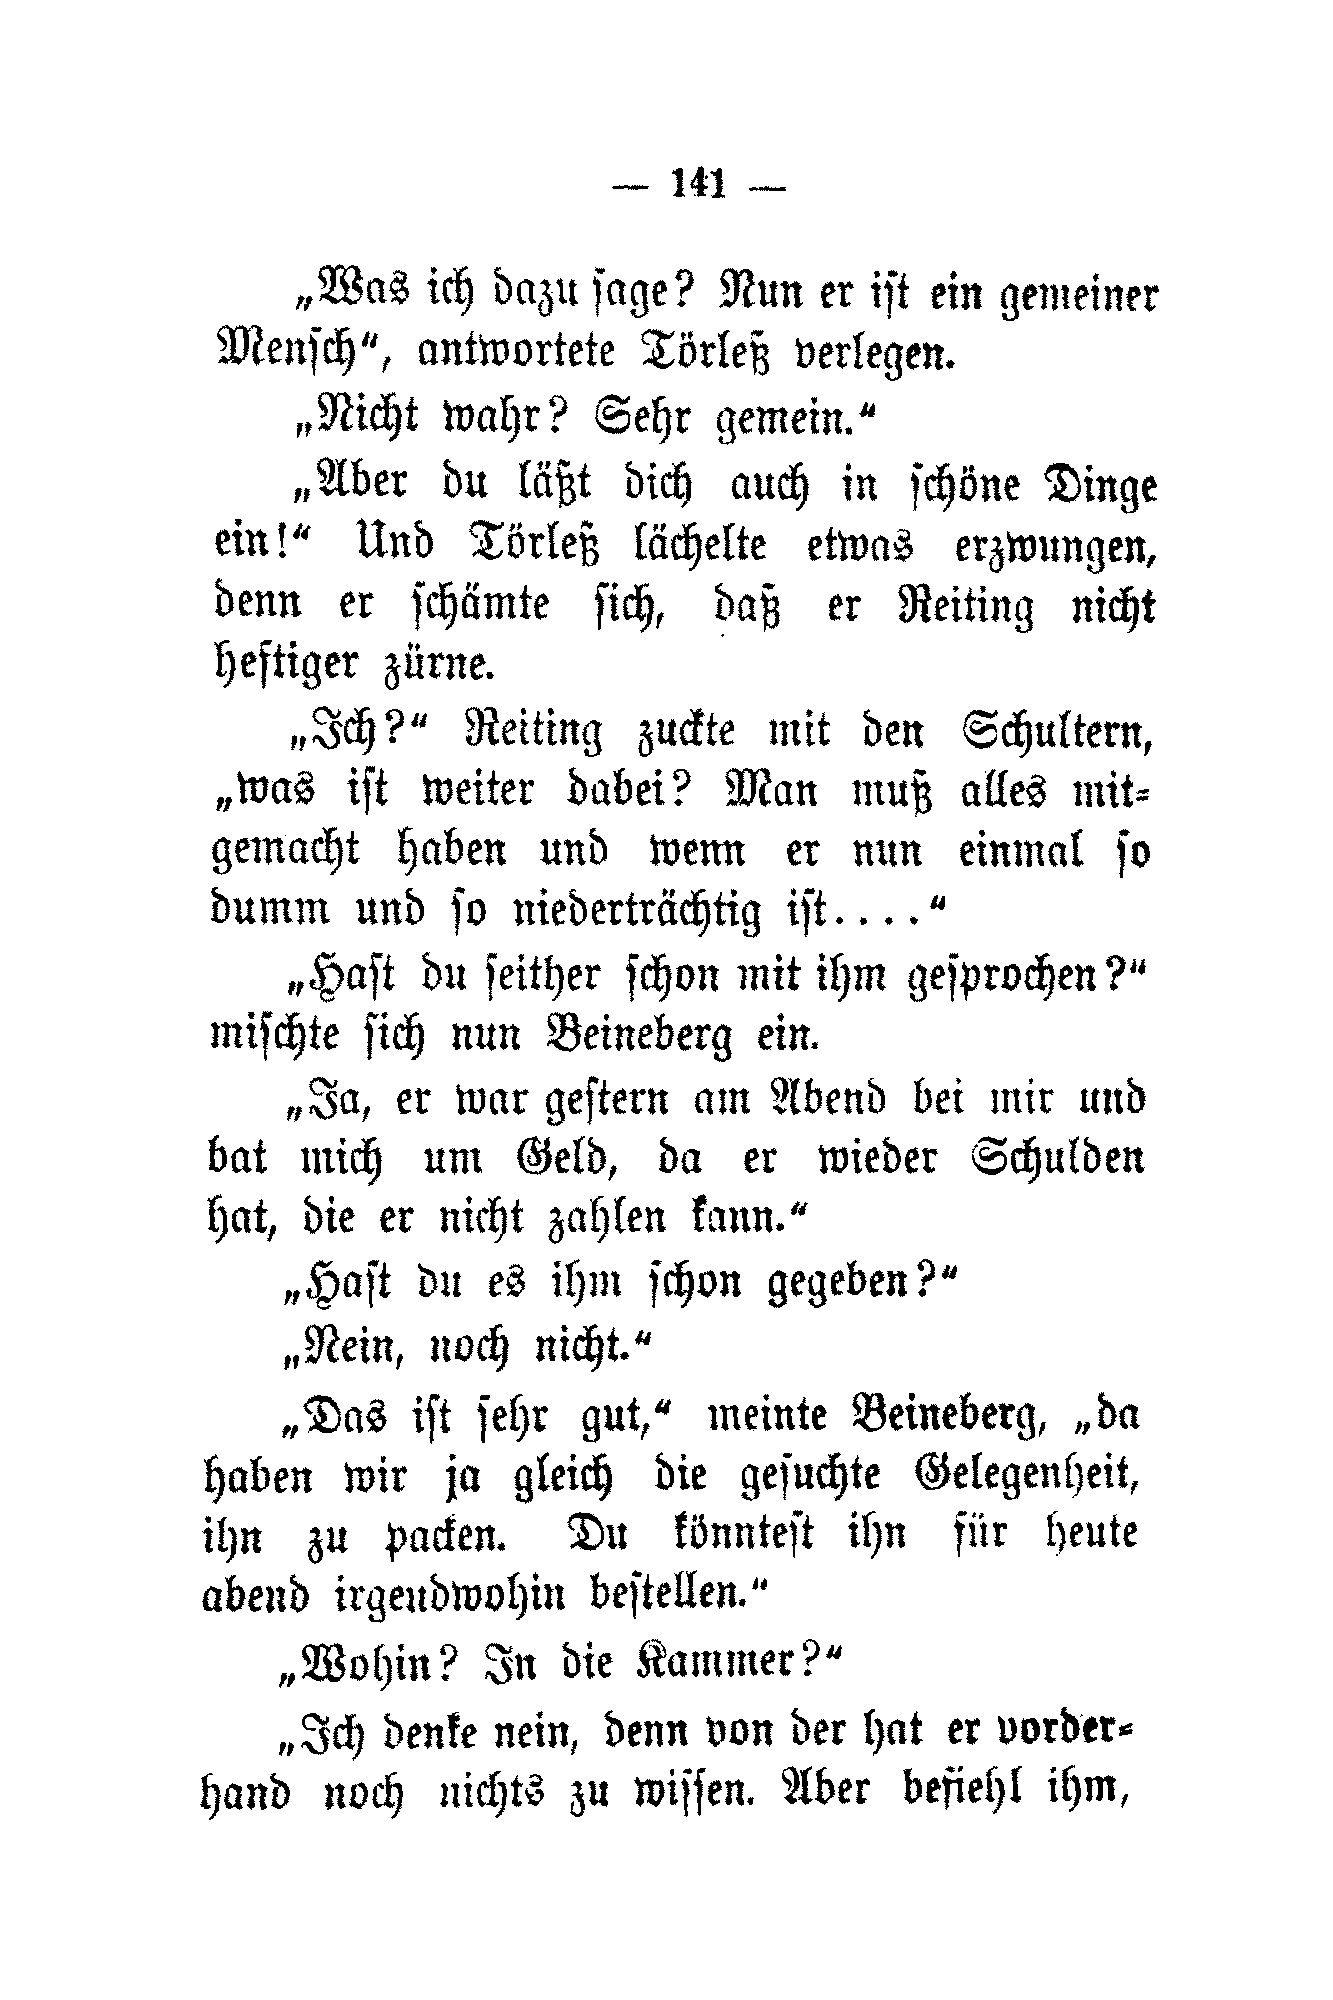 — 141 —
„Was ich dazu sage? Nun er ist ein gemeiner
Mensch“, antwortete Törleß verlegen.
„Nicht wahr? Sehr gemein.“
„Aber du läßt dich auch in schöne Dinge
ein!“ Und Törleß lächelte etwas erzwungen,
denn er schämte sich, daß er Reiting nicht
heftiger zürne.
„Ich?“ Reiting zuckte mit den Schultern,
„was ist weiter dabei? Man muß alles mit-
gemacht haben und wenn er nun einmal so
dumm und so niederträchtig ist....“
„Hast du seither schon mit ihm gesprochen?“
mischte sich nun Beineberg ein.
„Ja, er war gestern am Abend bei mir und
bat mich um Geld, da er wieder Schulden
hat, die er nicht zahlen kann.“
„Hast du es ihm schon gegeben?“
„Nein, noch nicht.“
„Das ist sehr gut,“ meinte Beineberg, „da
haben wir ja gleich die gesuchte Gelegenheit,
ihn zu packen. Du könntest ihn für heute
abend irgendwohin bestellen.“
„Wohin? In die Kammer?“
„Ich denke nein, denn von der hat er vorder-
hand noch nichts zu wissen. Aber befiehl ihm,